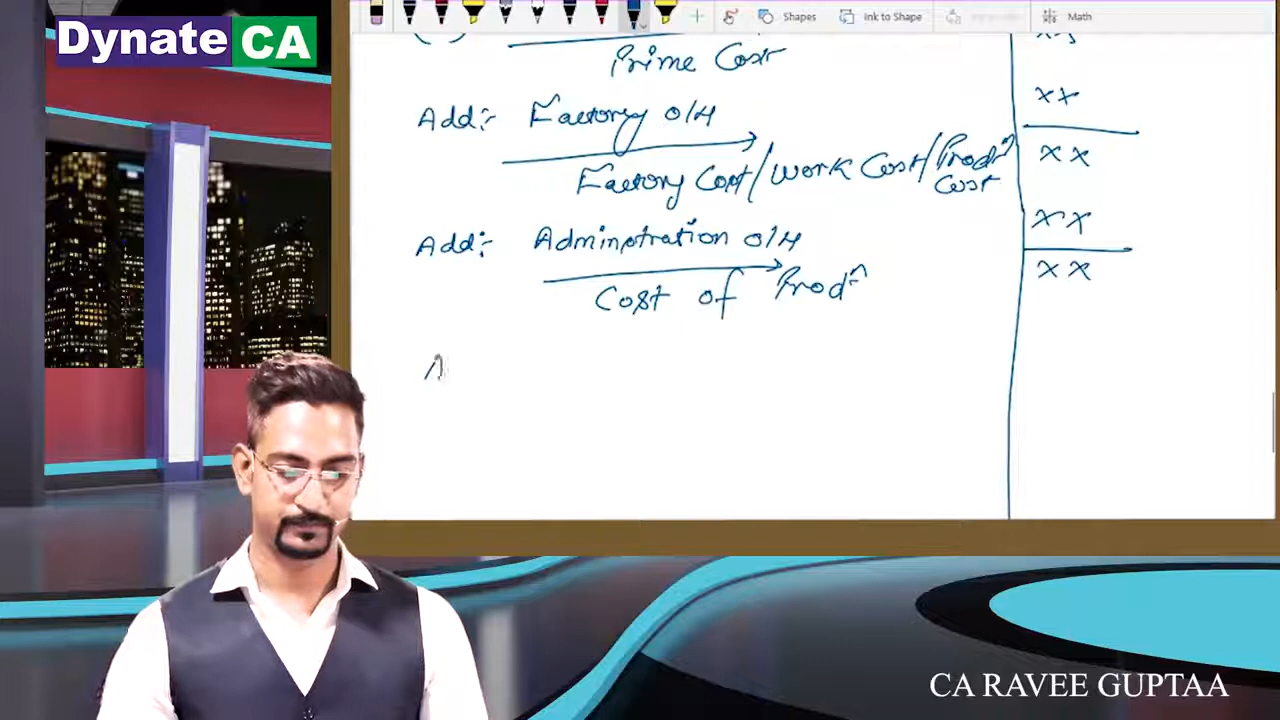 Dynate CA
Shapes
Ink to Shape
Math
Prime Cost
Add:- Factory O/H xx
Factory Cost/Work Cost/Prodⁿ Cost xx
Add:- Adminstration O/H xx
Cost of Prodⁿ xx
A
CA RAVEE GUPTAA